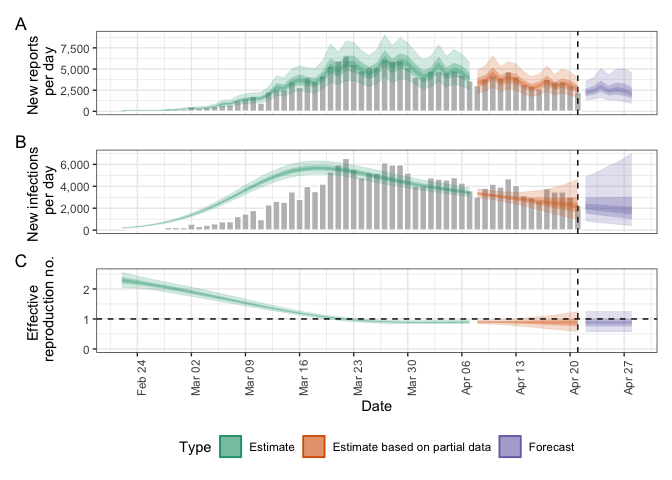 A
New reports
per day
7,500
5,000
2,500
0
B
New infections
per day
6,000
4,000
2,000
0
C
Effective
reproduction no.
2
1
0
Feb 24
Mar 02
Mar 09
Mar 16
Mar 23
Mar 30
Apr 06
Apr 13
Apr 20
Apr 27
Date
Type
Estimate
Estimate based on partial data
Forecast